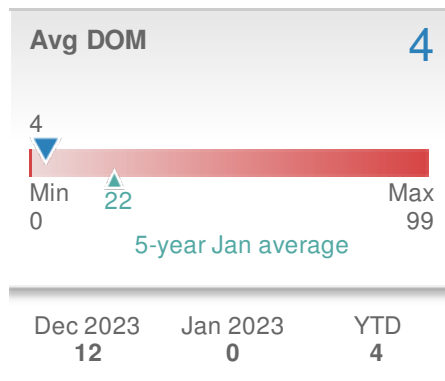 Avg DOM 4
4
Min Max
22
0 99
5-year Jan average
Dec 2023 Jan 2023 YTD
12 0 4